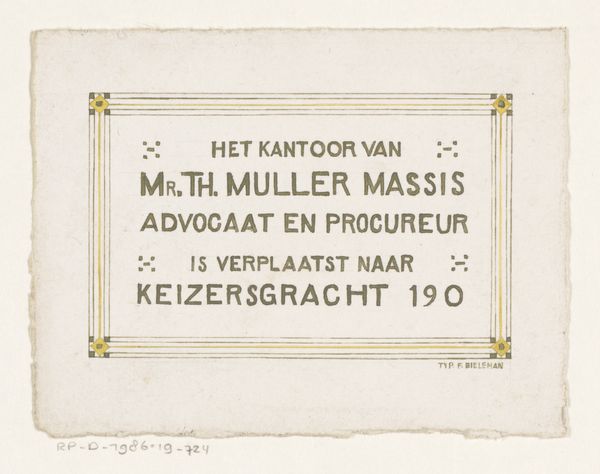 HET KANTOOR VAN
MR. TH. MULLER MASSIS
ADVOCAAT EN PROCUREUR
IS VERPLAATST NAAR
KEIZERSGRACHT 190
TYP. F. BIELEMAN
RP-D-1986-19-724